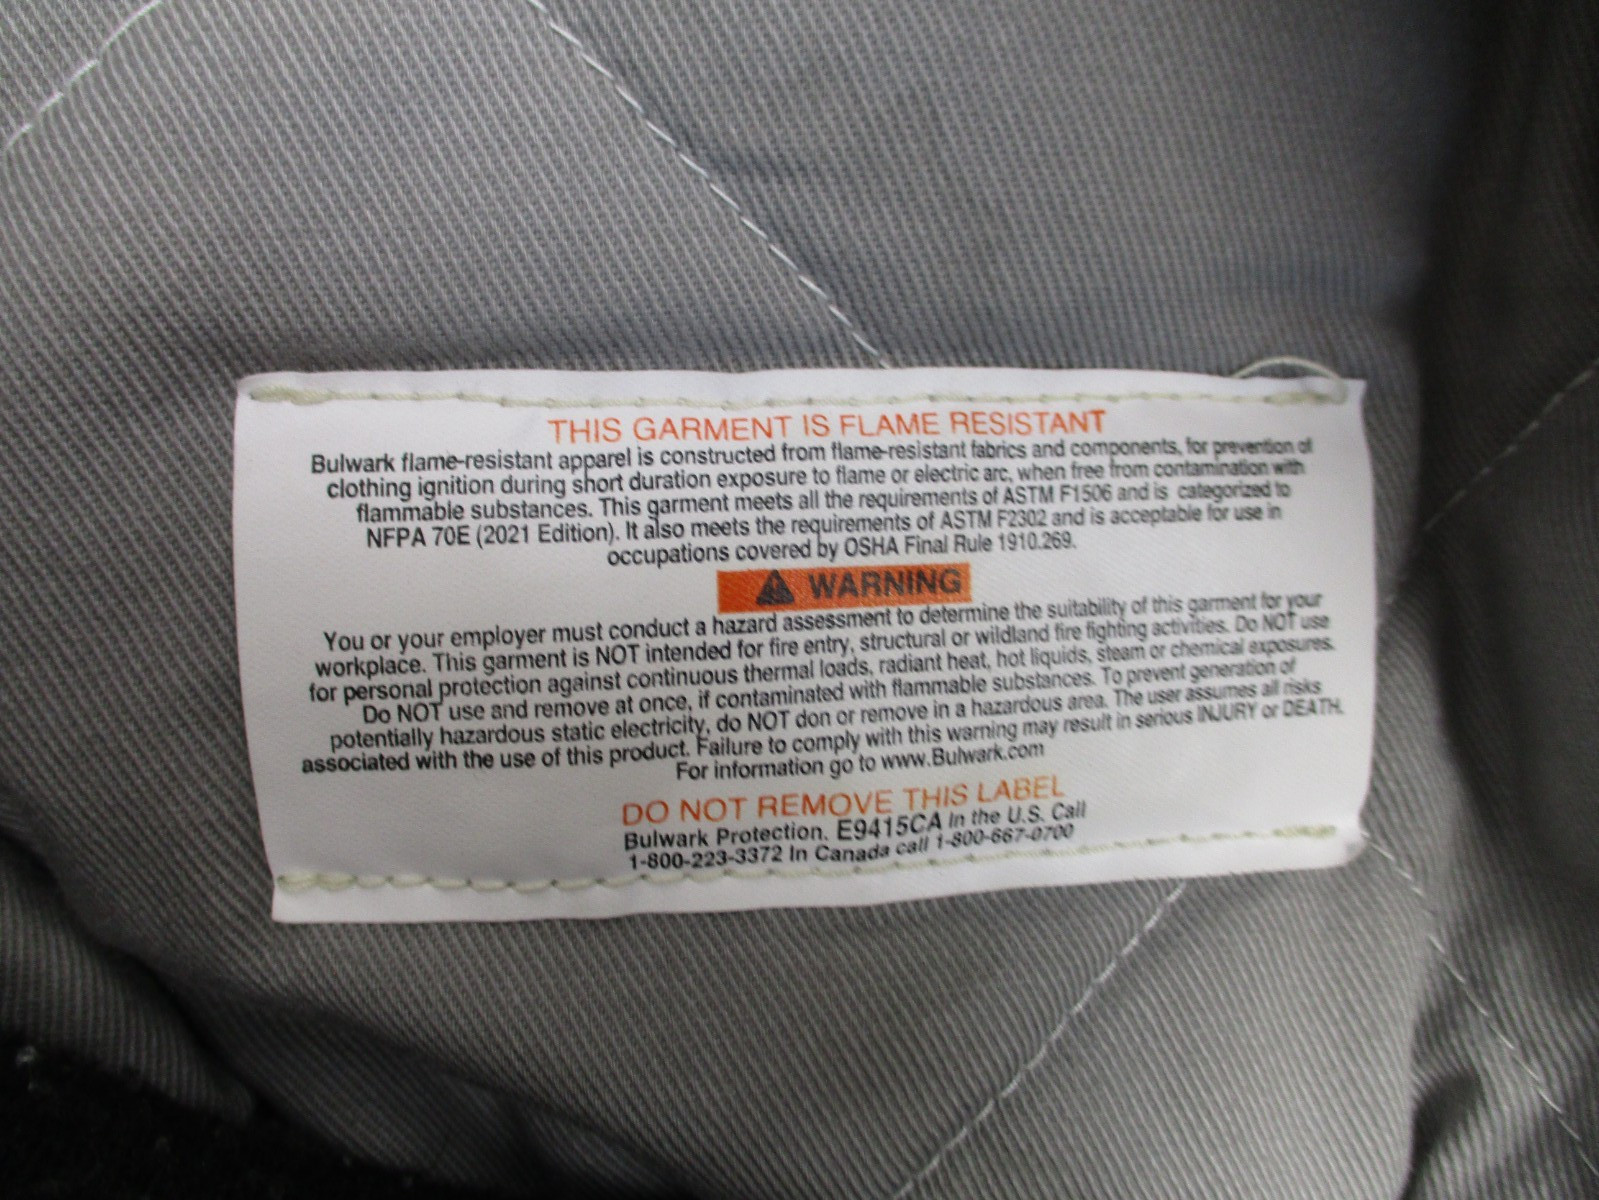 THIS GARMENT IS FLAME RESISTANT
Bulwark flame-resistant apparel is constructed from flame-resistant fabrics and components, for prevention of
clothing ignition during short duration exposure to flame or electric arc, when free from contamination with
flammable substances. This garment meets all the requirements of ASTM F1506 and is categorized to
NFPA 70E (2021 Edition). It also meets the requirements of ASTM F2302 and is acceptable for use in
occupations covered by OSHA Final Rule 1910.269.
WARNING
You or your employer must conduct a hazard assessment to determine the suitability of this garment for your
workplace. This garment is NOT intended for fire entry, structural or wildland fire fighting activities. Do NOT use
for personal protection against continuous thermal loads, radiant heat, hot liquids, steam or chemical exposures.
Do NOT use and remove at once, if contaminated with flammable substances. To prevent generation of
potentially hazardous static electricity, do NOT don or remove in a hazardous area. The user assumes all risks
associated with the use of this product. Failure to comply with this warning may result in serious INJURY or DEATH.
For information go to www.Bulwark.com
DO NOT REMOVE THIS LABEL
Bulwark Protection. E9415CA In the U.S. Call
1-800-223-3372 In Canada call 1-800-667-0700